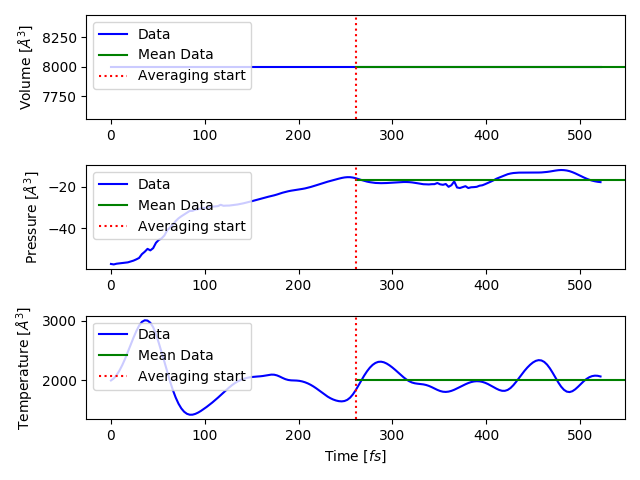 Volume [Å³]
8250
8000
7750
Data
Mean Data
Averaging start
0 100 200 300 400 500
Pressure [Å³]
−20
−40
Data
Mean Data
Averaging start
0 100 200 300 400 500
Temperature [Å³]
3000
2000
Data
Mean Data
Averaging start
0 100 200 300 400 500
Time [fs]